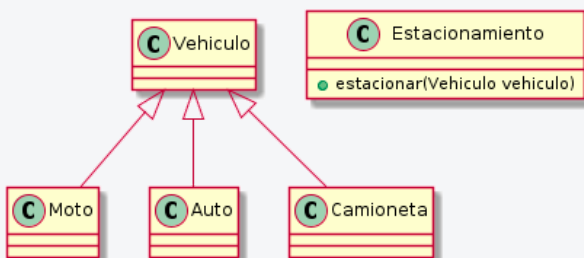 C Vehiculo
C Estacionamiento
estacionar(Vehiculo vehiculo)
C Moto
C Auto
C Camioneta